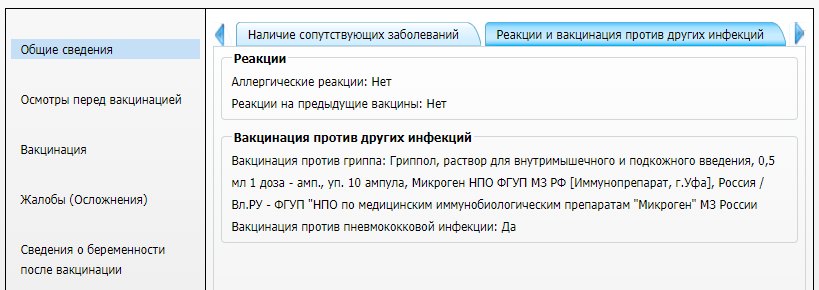 Общие сведения
Осмотры перед вакцинацией
Вакцинация
Жалобы (Осложнения)
Сведения о беременности
после вакцинации
Наличие сопутствующих заболеваний
Реакции и вакцинация против других инфекций
Реакции
Аллергические реакции: Нет
Реакции на предыдущие вакцины: Нет
Вакцинация против других инфекций
Вакцинация против гриппа: Гриппол, раствор для внутримышечного и подкожного введения, 0,5
мл 1 доза - амп., уп. 10 ампула, Микроген НПО ФГУП МЗ РФ [Иммунопрепарат, г.Уфа], Россия /
Вл.РУ - ФГУП "НПО по медицинским иммунобиологическим препаратам "Микроген" МЗ России
Вакцинация против пневмококковой инфекции: Да